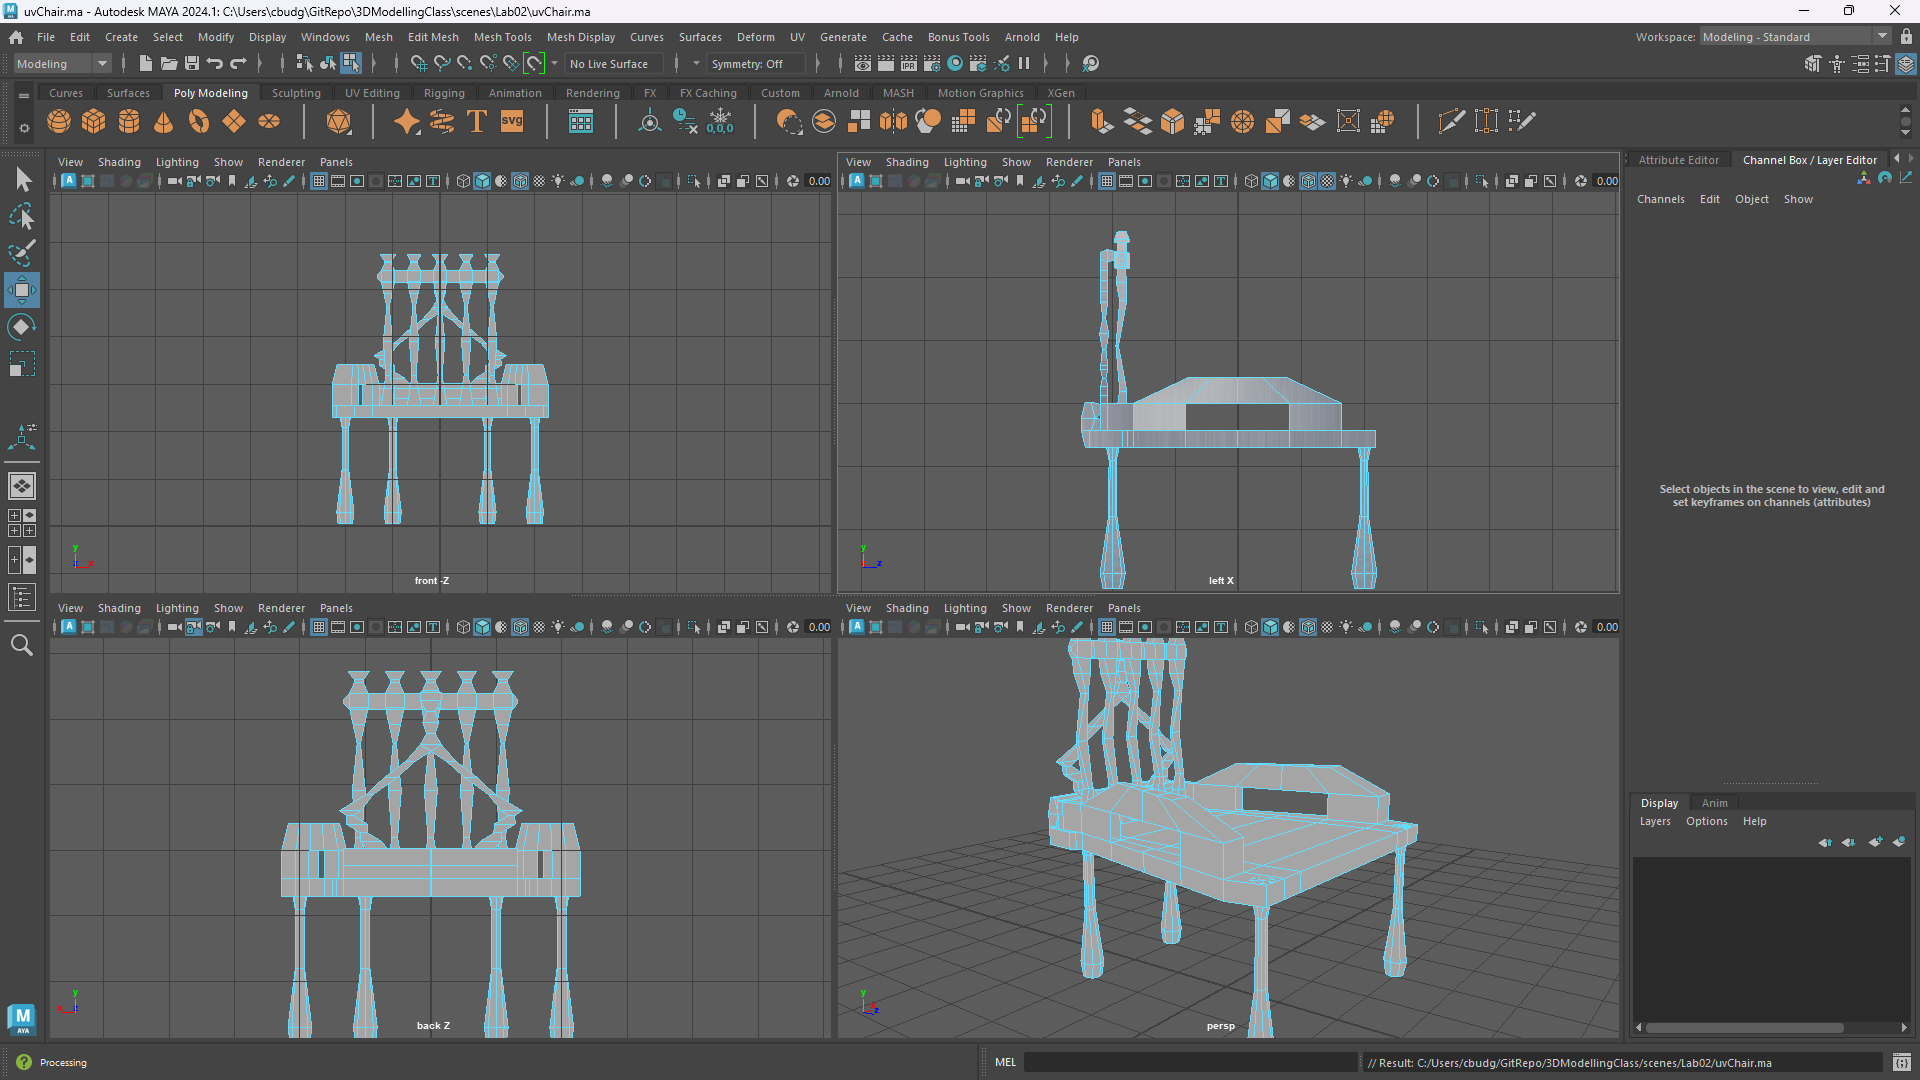 uvChair.ma - Autodesk MAYA 2024.1: C:\Users\cbudg\GitRepo\3DModellingClass\scenes\Lab02\uvChair.ma
File Edit Create Select Modify Display Windows Mesh Edit Mesh Mesh Tools Mesh Display Curves Surfaces Deform UV Generate Cache Bonus Tools Arnold Help Workspace: Modeling - Standard
Modeling No Live Surface Symmetry: Off IPR
Curves Surfaces Poly Modeling Sculpting UV Editing Rigging Animation Rendering FX FX Caching Custom Arnold MASH Motion Graphics XGen
T svg 0,0,0
View Shading Lighting Show Renderer Panels
0.00
front -Z
View Shading Lighting Show Renderer Panels
0.00
left X
View Shading Lighting Show Renderer Panels
0.00
back Z
View Shading Lighting Show Renderer Panels
0.00
persp
Attribute Editor Channel Box / Layer Editor
Channels Edit Object Show
Select objects in the scene to view, edit and
set keyframes on channels (attributes)
Display Anim
Layers Options Help
M
AYA
Processing
MEL
// Result: C:/Users/cbudg/GitRepo/3DModellingClass/scenes/Lab02/uvChair.ma